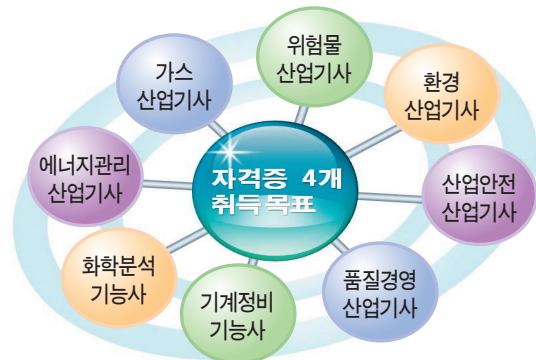 위험물
산업기사
가스
산업기사
환경
산업기사
에너지관리
산업기사
자격증 4개
취득목표
산업안전
산업기사
화학분석
기능사
기계정비
기능사
품질경영
산업기사